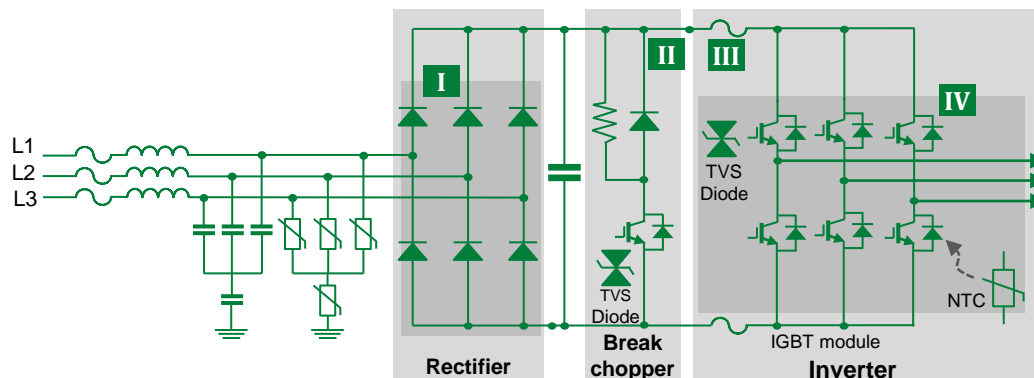 I
II
III
IV
L1
L2
L3
TVS
Diode
TVS
Diode
NTC
IGBT module
Rectifier
Break
chopper
Inverter